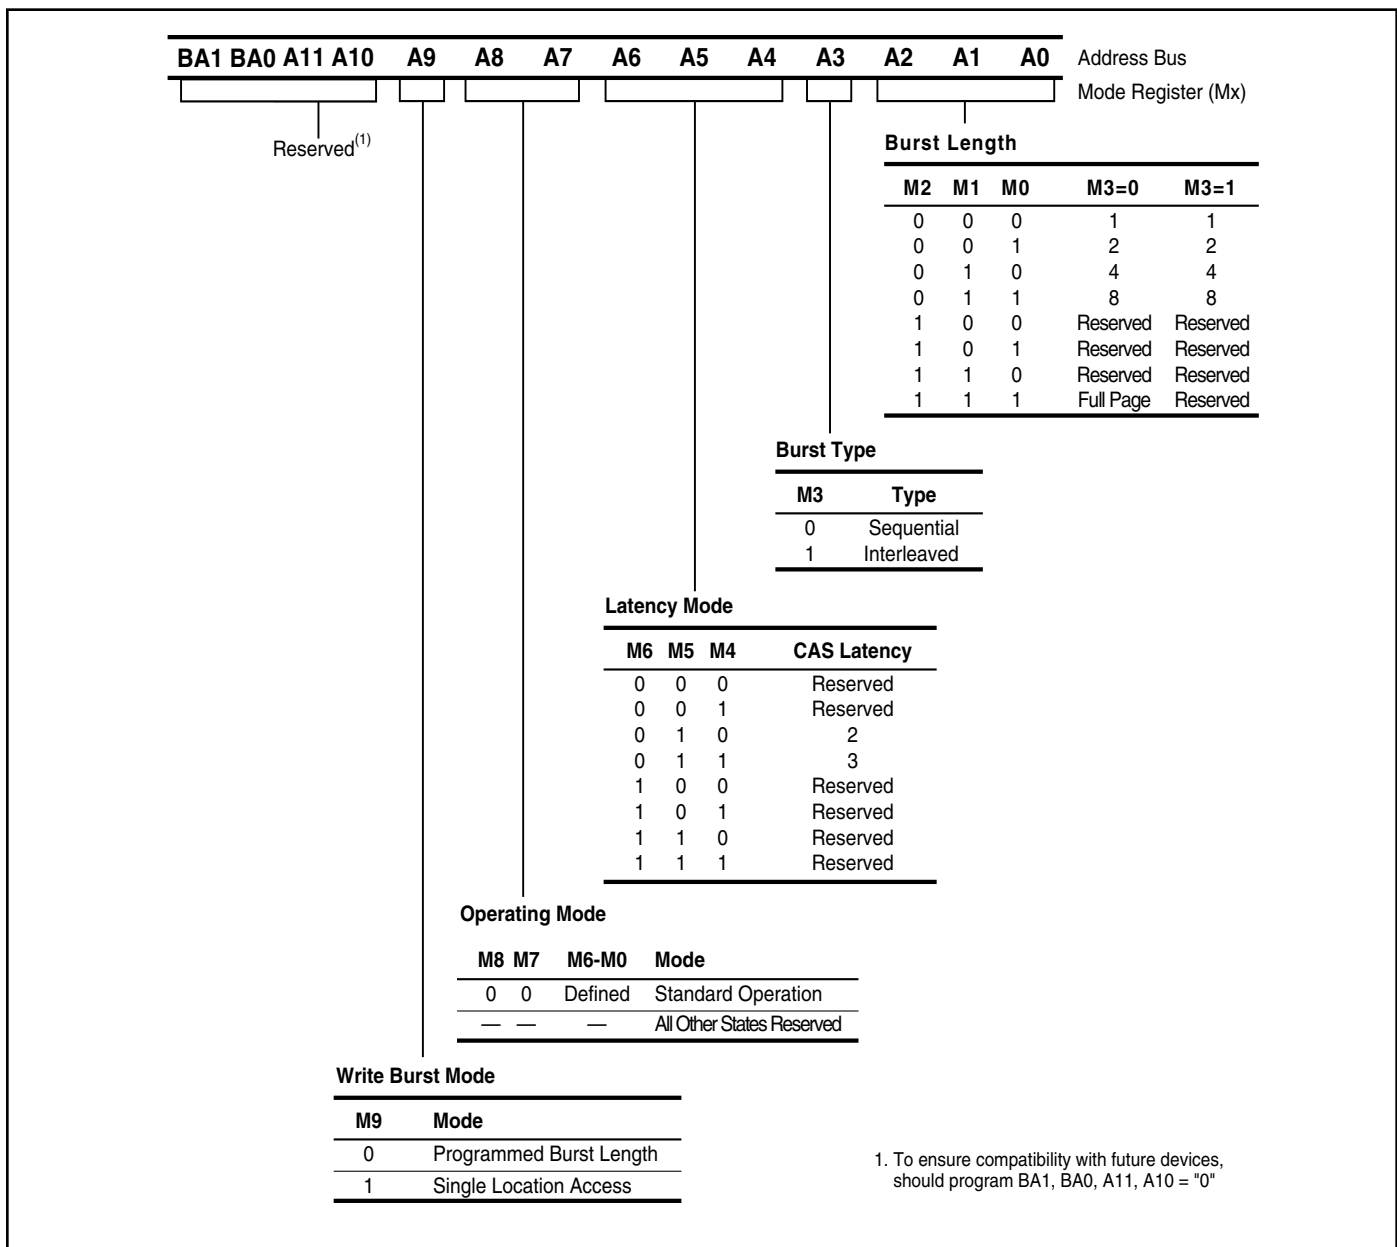 BA1 BA0 A11 A10 A9 A8 A7 A6 A5 A4 A3 A2 A1 A0 Address Bus
Mode Register (Mx)
Reserved(1)
Burst Length
M2 M1 M0 M3=0 M3=1
0 0 0 1 1
0 0 1 2 2
0 1 0 4 4
0 1 1 8 8
1 0 0 Reserved Reserved
1 0 1 Reserved Reserved
1 1 0 Reserved Reserved
1 1 1 Full Page Reserved
Burst Type
M3 Type
0 Sequential
1 Interleaved
Latency Mode
M6 M5 M4 CAS Latency
0 0 0 Reserved
0 0 1 Reserved
0 1 0 2
0 1 1 3
1 0 0 Reserved
1 0 1 Reserved
1 1 0 Reserved
1 1 1 Reserved
Operating Mode
M8 M7 M6-M0 Mode
0 0 Defined Standard Operation
— — — All Other States Reserved
Write Burst Mode
M9 Mode
0 Programmed Burst Length
1 Single Location Access
1. To ensure compatibility with future devices,
should program BA1, BA0, A11, A10 = "0"